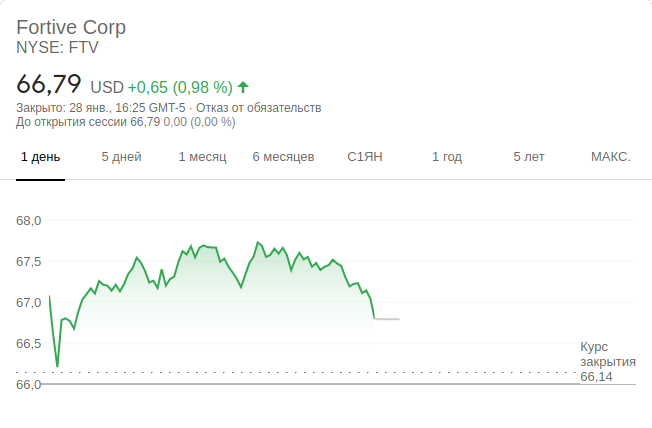 Fortive Corp
NYSE: FTV
66,79 USD +0,65 (0,98 %)
Закрыто: 28 янв., 16:25 GMT-5 · Отказ от обязательств
До открытия сессии 66,79 0,00 (0,00 %)
1 день 5 дней 1 месяц 6 месяцев С1ЯН 1 год 5 лет МАКС.
68,0
67,5
67,0
66,5
Курс
закрытия
66,14
66,0